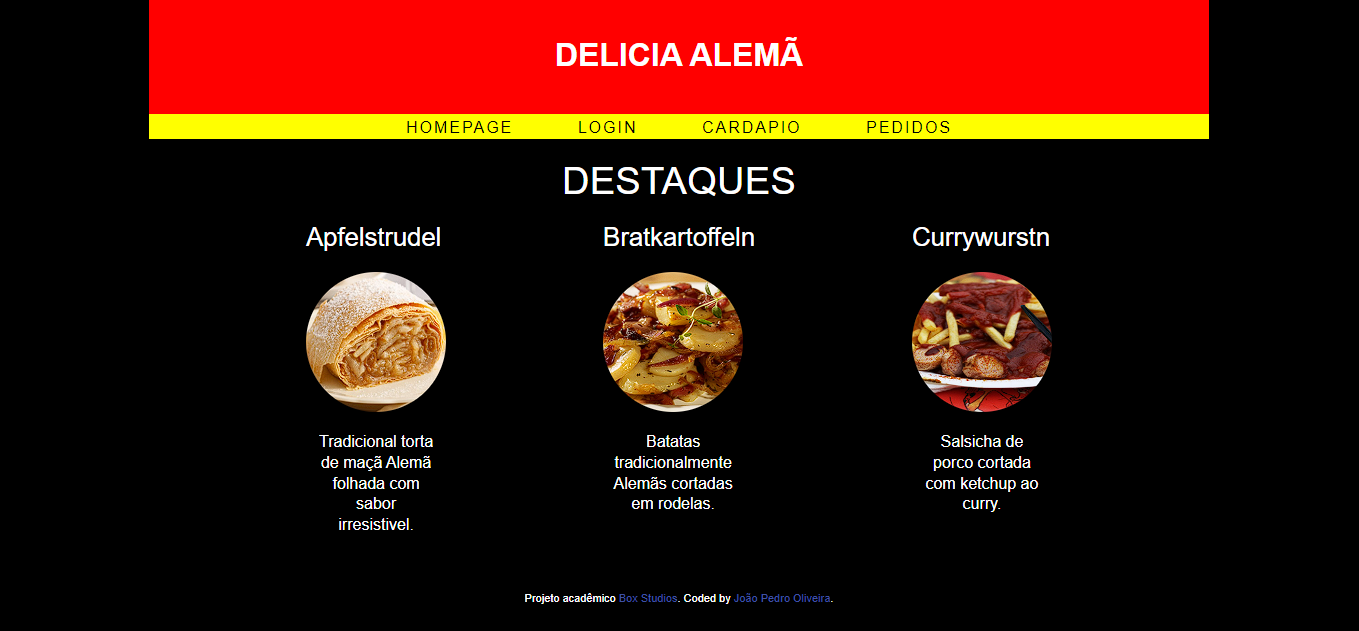 DELICIA ALEMÃ
HOMEPAGE LOGIN CARDAPIO PEDIDOS
DESTAQUES
Apfelstrudel
Bratkartoffeln
Currywurstn
Tradicional torta
de maçã Alemã
folhada com
sabor
irresistivel.
Batatas
tradicionalmente
Alemãs cortadas
em rodelas.
Salsicha de
porco cortada
com ketchup ao
curry.
Projeto acadêmico Box Studios. Coded by João Pedro Oliveira.